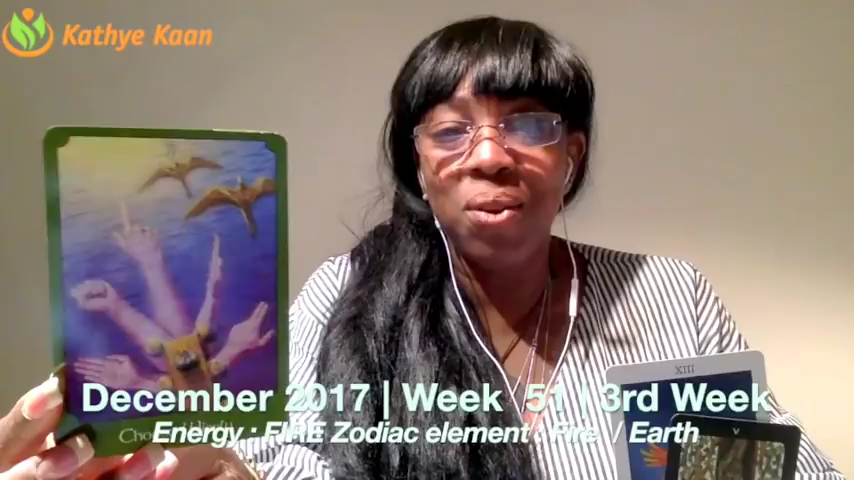 Kathye Kaan
XIII
December 2017 | Week 51 | 3rd Week
Energy : FIRE Zodiac element : Fire / Earth
V